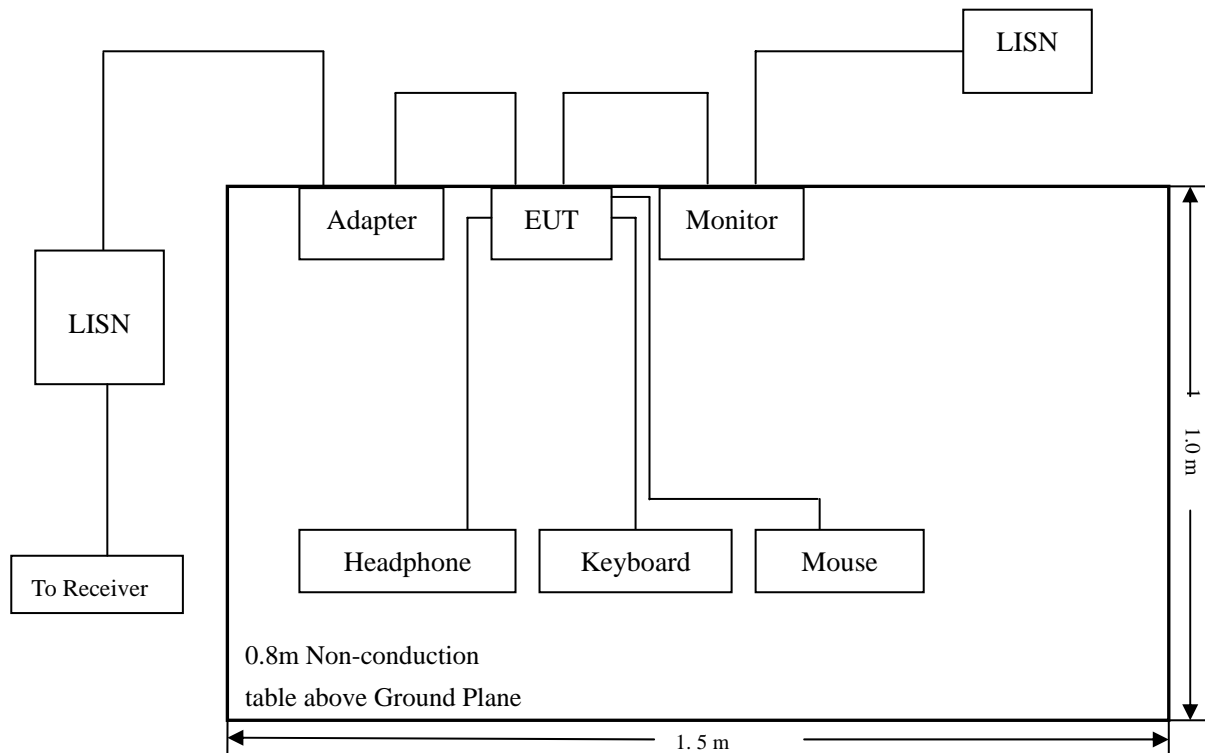 LISN
Adapter
EUT
Monitor
LISN
1
1.0 m
Headphone
Keyboard
Mouse
To Receiver
0.8m Non-conduction
table above Ground Plane
1. 5 m